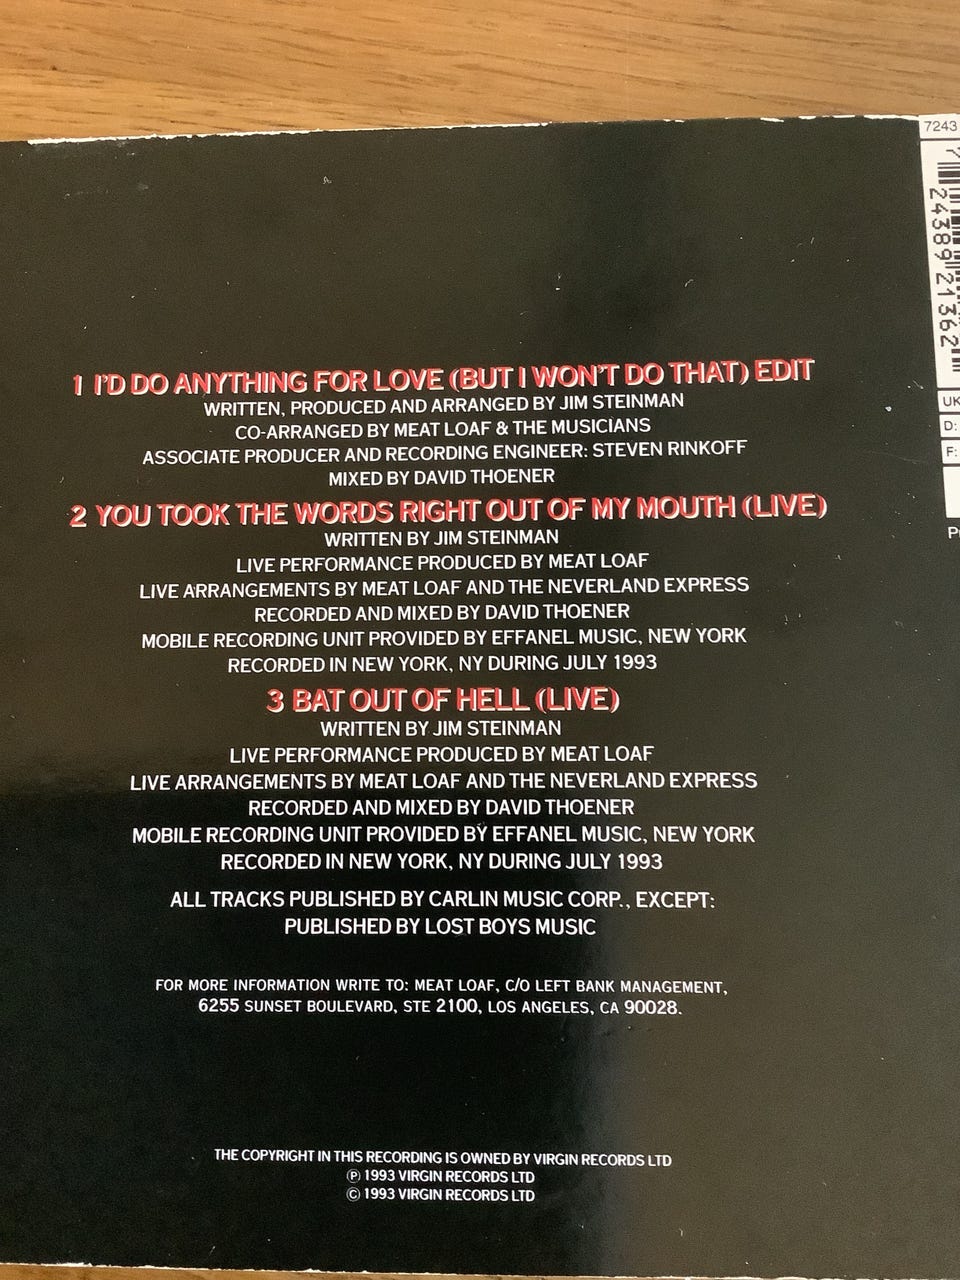 7243
7 24389 21362
UK
D:
F:
1 I'D DO ANYTHING FOR LOVE (BUT I WON'T DO THAT) EDIT
WRITTEN, PRODUCED AND ARRANGED BY JIM STEINMAN
CO-ARRANGED BY MEAT LOAF & THE MUSICIANS
ASSOCIATE PRODUCER AND RECORDING ENGINEER: STEVEN RINKOFF
MIXED BY DAVID THOENER
2 YOU TOOK THE WORDS RIGHT OUT OF MY MOUTH (LIVE)
WRITTEN BY JIM STEINMAN
LIVE PERFORMANCE PRODUCED BY MEAT LOAF
LIVE ARRANGEMENTS BY MEAT LOAF AND THE NEVERLAND EXPRESS
RECORDED AND MIXED BY DAVID THOENER
MOBILE RECORDING UNIT PROVIDED BY EFFANEL MUSIC, NEW YORK
RECORDED IN NEW YORK, NY DURING JULY 1993
3 BAT OUT OF HELL (LIVE)
WRITTEN BY JIM STEINMAN
LIVE PERFORMANCE PRODUCED BY MEAT LOAF
LIVE ARRANGEMENTS BY MEAT LOAF AND THE NEVERLAND EXPRESS
RECORDED AND MIXED BY DAVID THOENER
MOBILE RECORDING UNIT PROVIDED BY EFFANEL MUSIC, NEW YORK
RECORDED IN NEW YORK, NY DURING JULY 1993
ALL TRACKS PUBLISHED BY CARLIN MUSIC CORP., EXCEPT:
PUBLISHED BY LOST BOYS MUSIC
FOR MORE INFORMATION WRITE TO: MEAT LOAF, C/O LEFT BANK MANAGEMENT,
6255 SUNSET BOULEVARD, STE 2100, LOS ANGELES, CA 90028.
THE COPYRIGHT IN THIS RECORDING IS OWNED BY VIRGIN RECORDS LTD
℗ 1993 VIRGIN RECORDS LTD
© 1993 VIRGIN RECORDS LTD